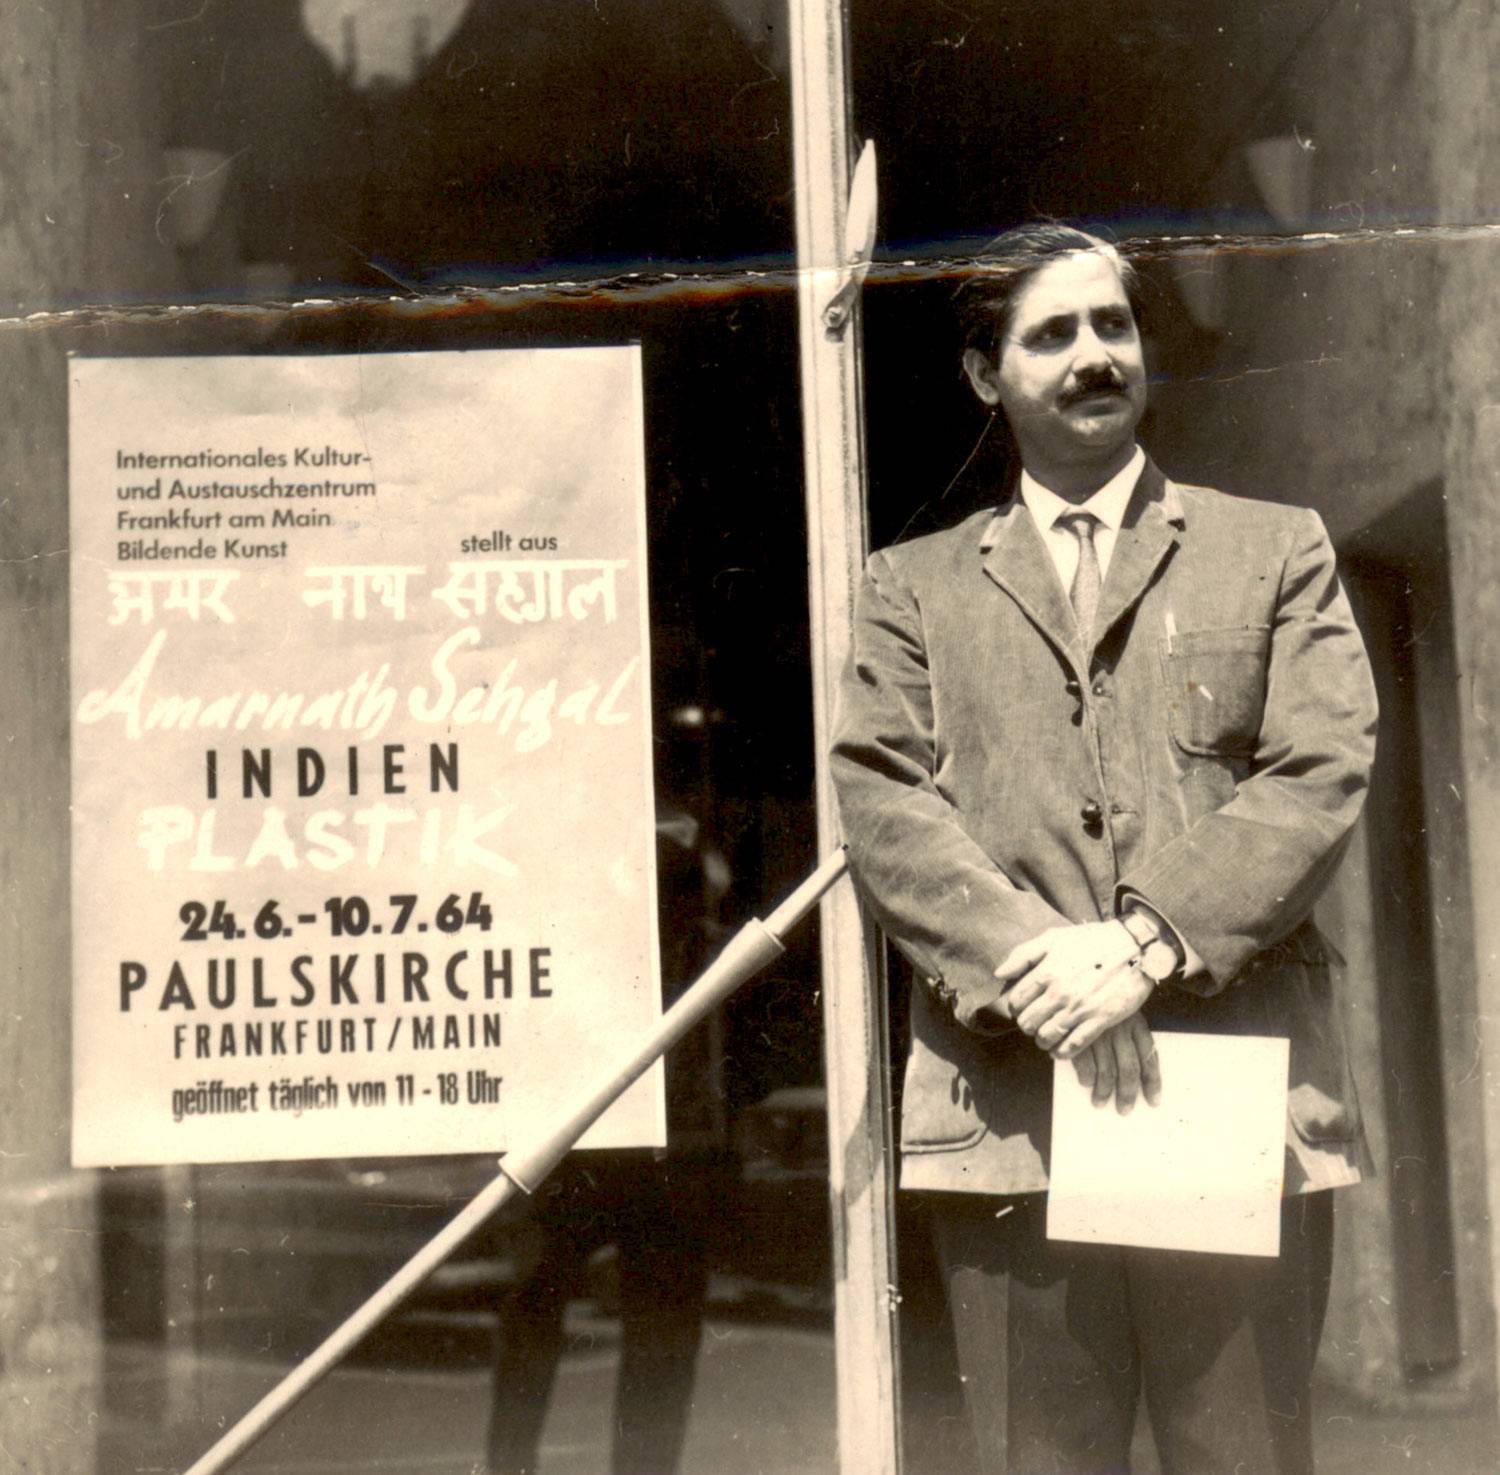 Internationales Kultur-
und Austauschzentrum
Frankfurt am Main
Bildende Kunst
stellt aus
अमर नाथ सहगल
Amarnath Sehgal
INDIEN
PLASTIK
24.6.-10.7.64
PAULSKIRCHE
FRANKFURT/MAIN
geöffnet täglich von 11 - 18 Uhr